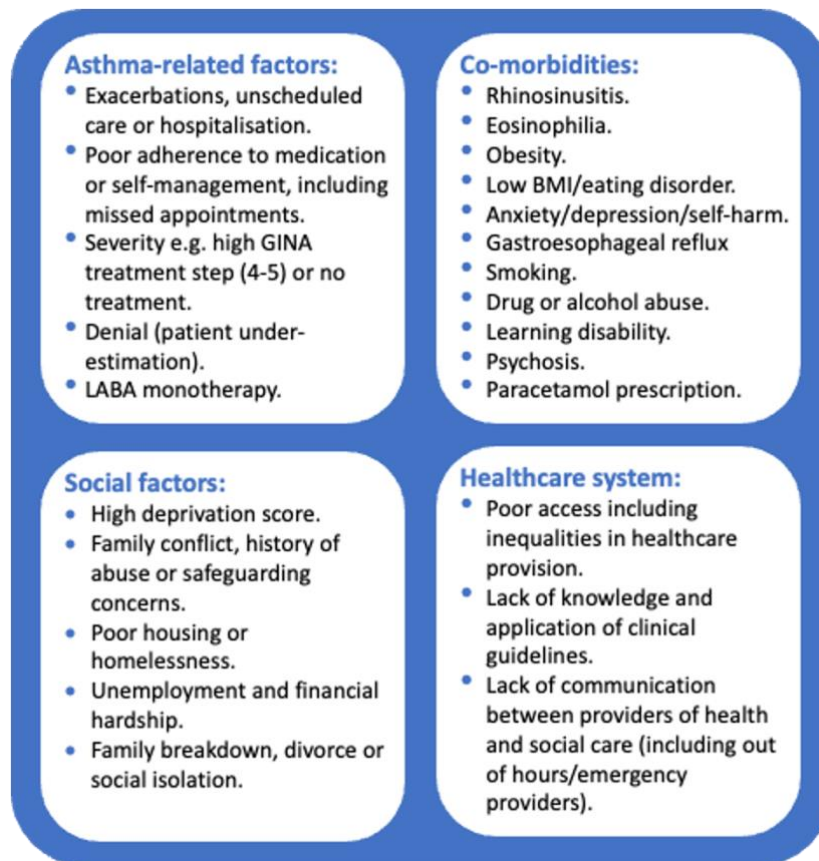 Asthma-related factors:
• Exacerbations, unscheduled
care or hospitalisation.
• Poor adherence to medication
or self-management, including
missed appointments.
• Severity e.g. high GINA
treatment step (4-5) or no
treatment.
• Denial (patient under-
estimation).
• LABA monotherapy.
Co-morbidities:
• Rhinosinusitis.
• Eosinophilia.
• Obesity.
• Low BMI/eating disorder.
• Anxiety/depression/self-harm.
• Gastroesophageal reflux
• Smoking.
• Drug or alcohol abuse.
• Learning disability.
• Psychosis.
• Paracetamol prescription.
Social factors:
• High deprivation score.
• Family conflict, history of
abuse or safeguarding
concerns.
• Poor housing or
homelessness.
• Unemployment and financial
hardship.
• Family breakdown, divorce or
social isolation.
Healthcare system:
• Poor access including
inequalities in healthcare
provision.
• Lack of knowledge and
application of clinical
guidelines.
• Lack of communication
between providers of health
and social care (including out
of hours/emergency
providers).